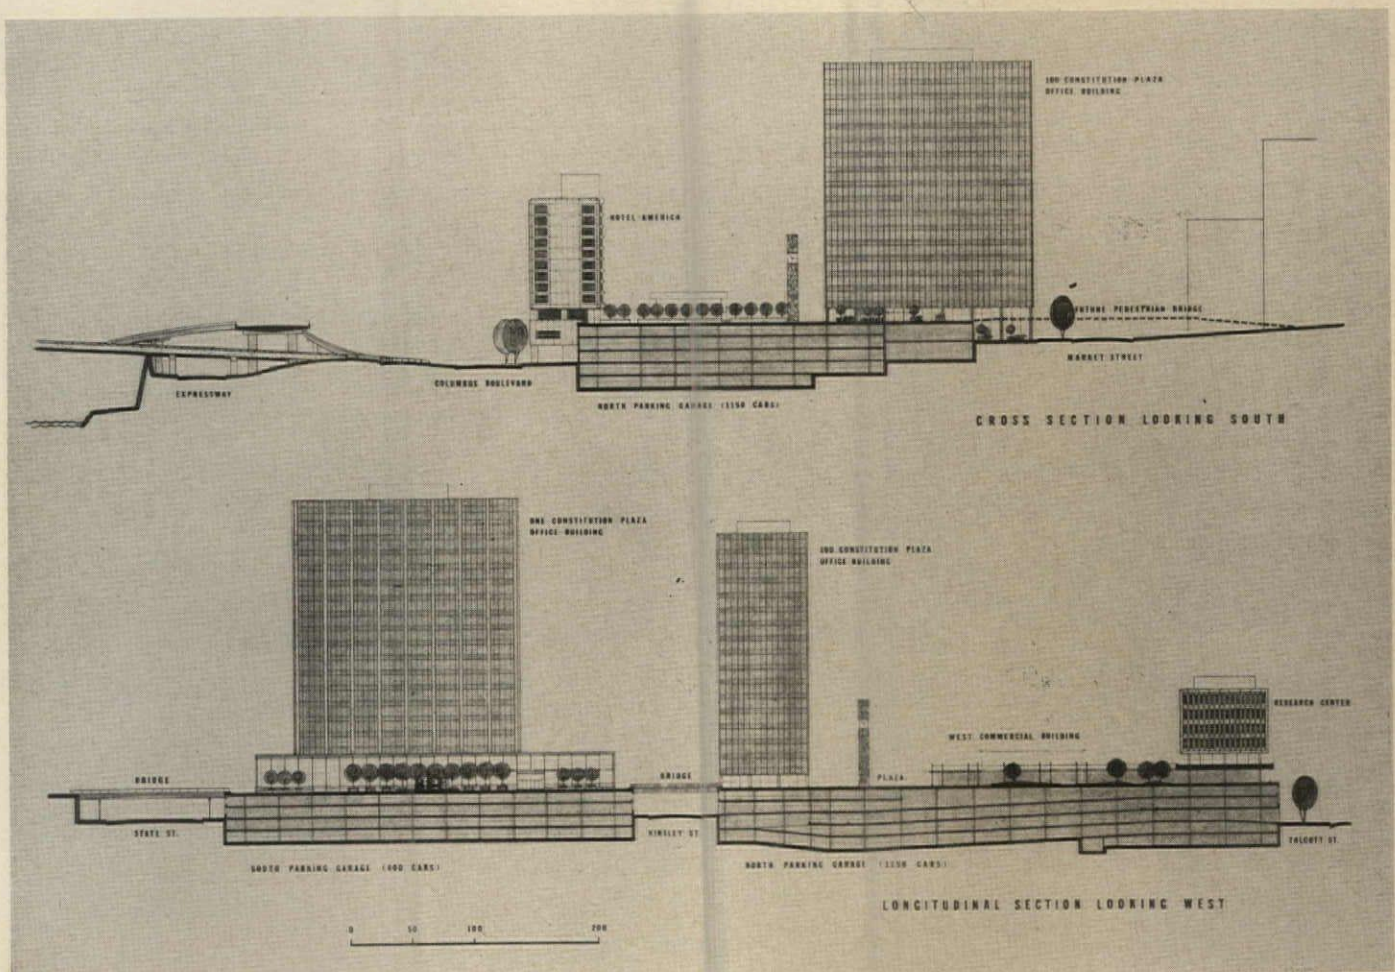 100 CONSTITUTION PLAZA
OFFICE BUILDING
HOTEL AMERICA
FUTURE PEDESTRIAN BRIDGE
MARKET STREET
COLUMBUS BOULEVARD
EXPRESSWAY
NORTH PARKING GARAGE (1150 CARS)
CROSS SECTION LOOKING SOUTH
ONE CONSTITUTION PLAZA
OFFICE BUILDING
100 CONSTITUTION PLAZA
OFFICE BUILDING
RESEARCH CENTER
WEST COMMERCIAL BUILDING
BRIDGE
BRIDGE
PLAZA
STATE ST.
KINSLEY ST.
TALCOTT ST.
SOUTH PARKING GARAGE (400 CARS)
NORTH PARKING GARAGE (1150 CARS)
LONGITUDINAL SECTION LOOKING WEST
0 50 100 200